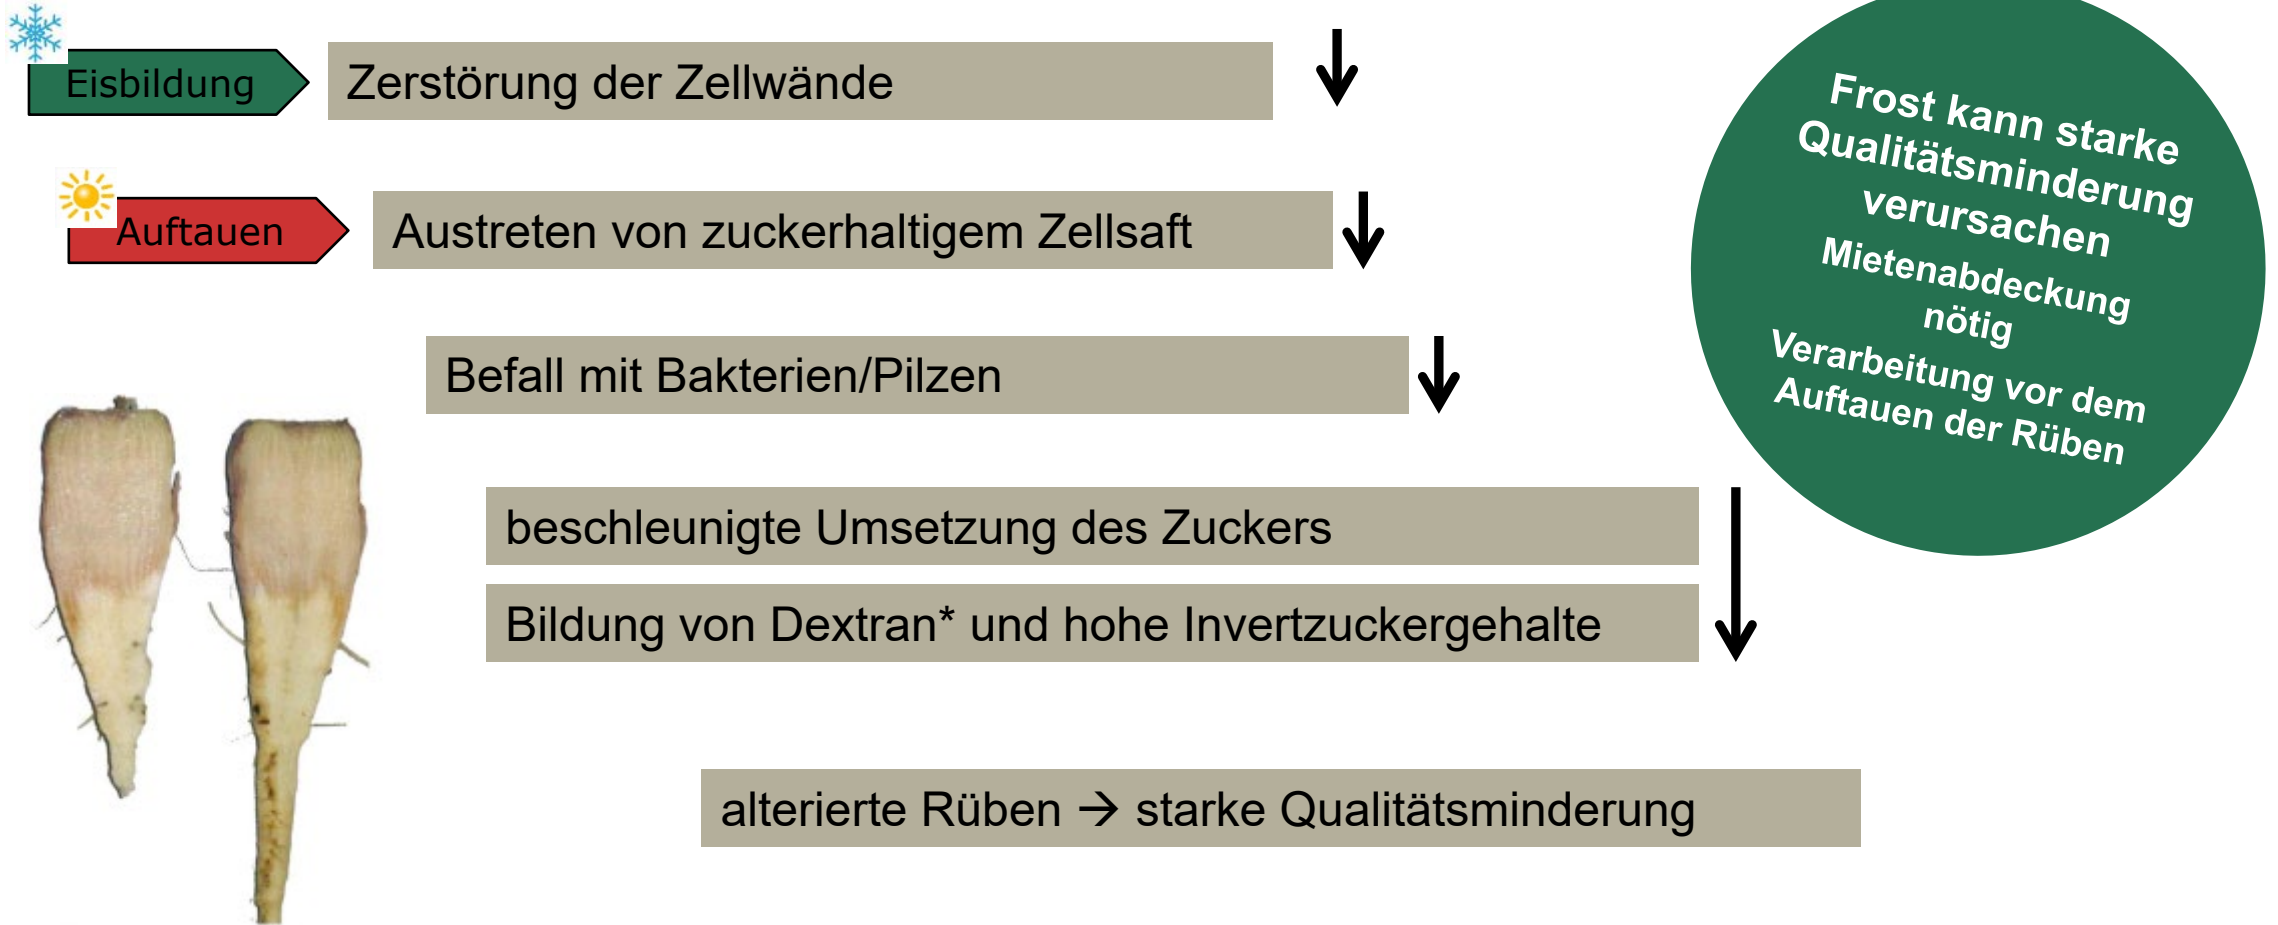 Eisbildung
Zerstörung der Zellwände
Auftauen
Austreten von zuckerhaltigem Zellsaft
Befall mit Bakterien/Pilzen
beschleunigte Umsetzung des Zuckers
Bildung von Dextran* und hohe Invertzuckergehalte
alterierte Rüben → starke Qualitätsminderung
Frost kann starke
Qualitätsminderung
verursachen
Mietenabdeckung
nötig
Verarbeitung vor dem
Auftauen der Rüben